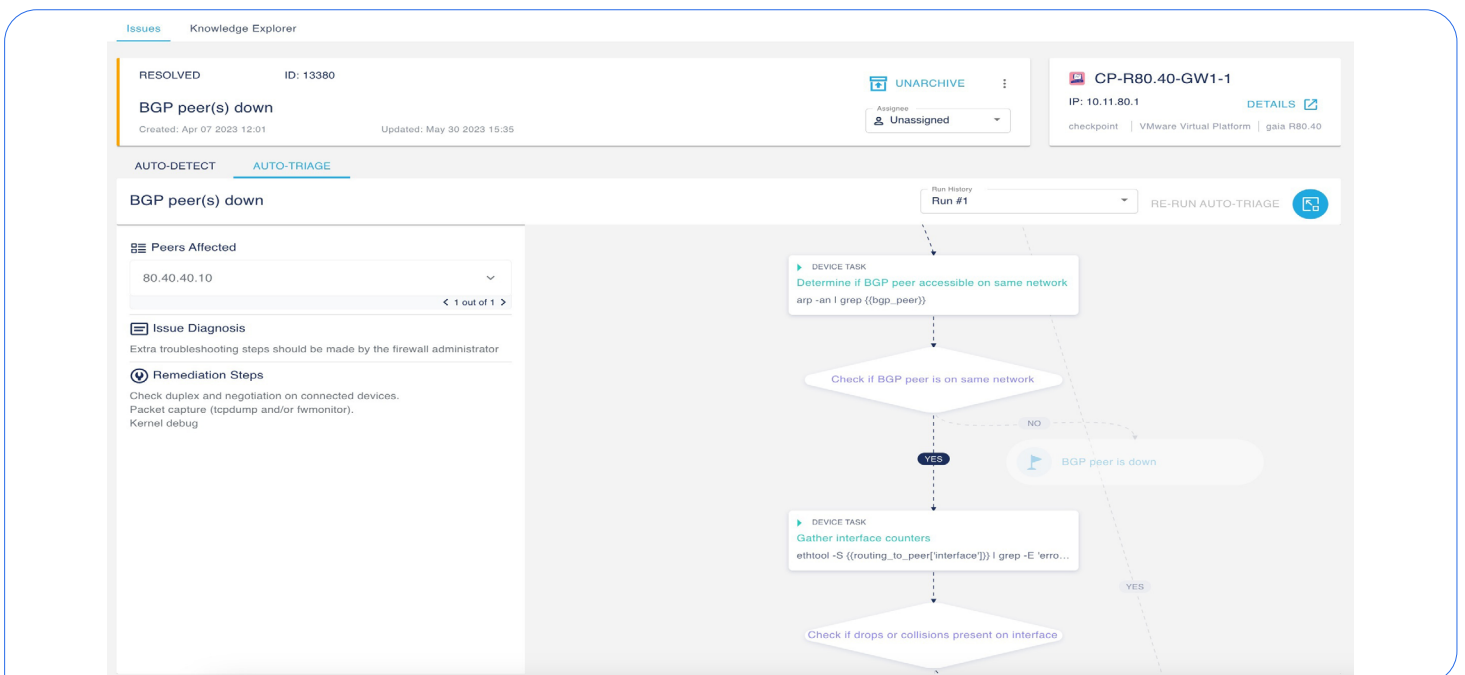 Issues
Knowledge Explorer
RESOLVED
ID: 13380
BGP peer(s) down
Created: Apr 07 2023 12:01
Updated: May 30 2023 15:35
UNARCHIVE
Assignee
Unassigned
CP-R80.40-GW1-1
IP: 10.11.80.1
DETAILS
checkpoint | VMware Virtual Platform | gaia R80.40
AUTO-DETECT
AUTO-TRIAGE
BGP peer(s) down
Run History
Run #1
RE-RUN AUTO-TRIAGE
Peers Affected
80.40.40.10
< 1 out of 1 >
Issue Diagnosis
Extra troubleshooting steps should be made by the firewall administrator
Remediation Steps
Check duplex and negotiation on connected devices.
Packet capture (tcpdump and/or fwmonitor).
Kernel debug
DEVICE TASK
Determine if BGP peer accessible on same network
arp -an | grep {{bgp_peer}}
Check if BGP peer is on same network
NO
YES
BGP peer is down
DEVICE TASK
Gather interface counters
ethtool -S {{routing_to_peer['interface']}} | grep -E 'erro...
YES
Check if drops or collisions present on interface